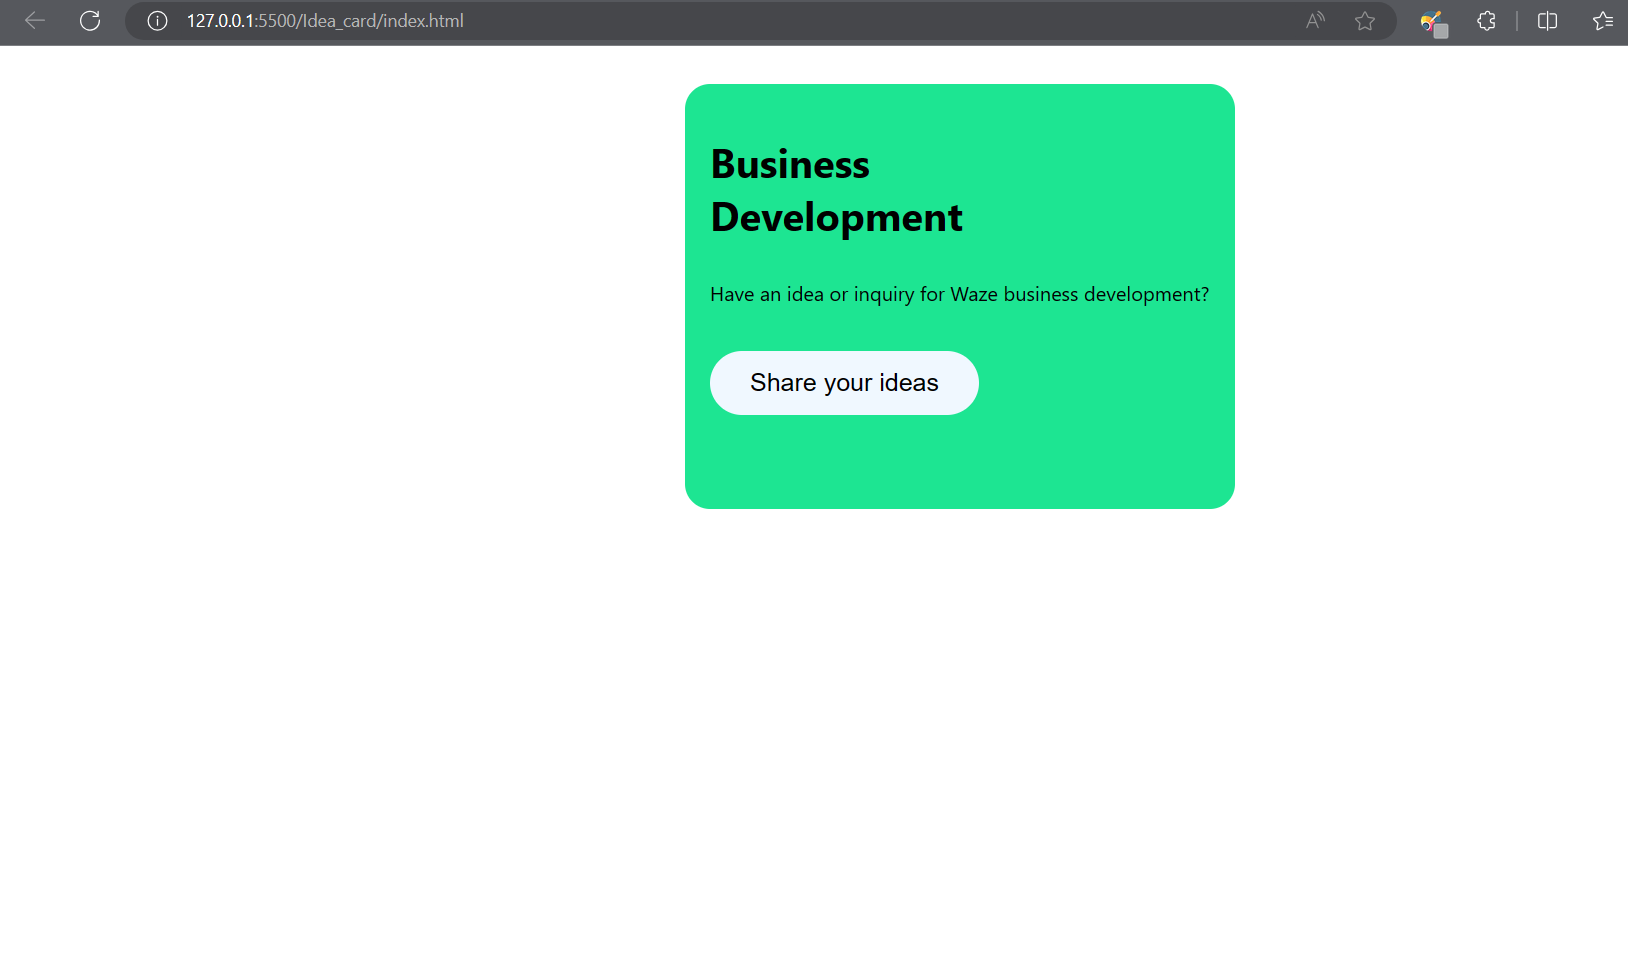 127.0.0.1:5500/Idea_card/index.html
Business
Development
Have an idea or inquiry for Waze business development?
Share your ideas